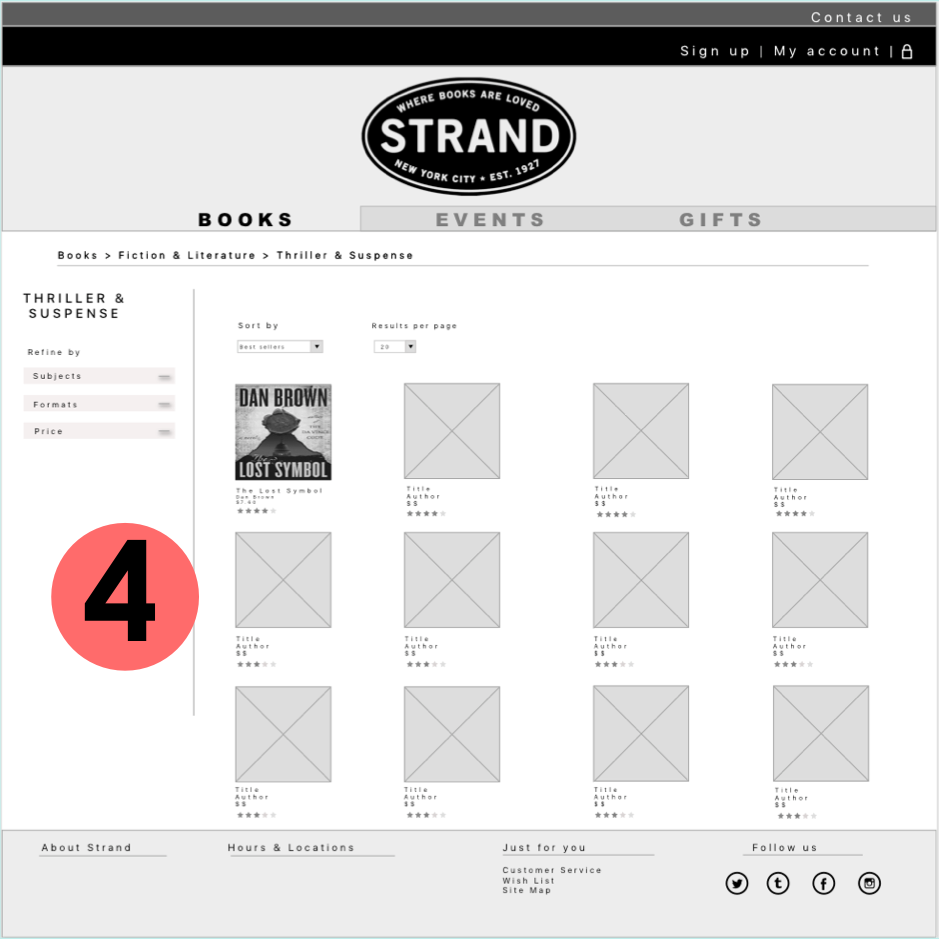 Contact us
Sign up | My account |
WHERE BOOKS ARE LOVED
STRAND
NEW YORK CITY ★ EST. 1927
BOOKS EVENTS GIFTS
Books > Fiction & Literature > Thriller & Suspense
THRILLER &
SUSPENSE
Refine by
Subjects
Formats
Price
4
Sort by Results per page
Best sellers 20
DAN BROWN
THE
LOST SYMBOL
The Lost Symbol
Dan Brown
Title
Author
$$
Title
Author
$$
Title
Author
$$
Title
Author
$$
Title
Author
$$
Title
Author
$$
Title
Author
$$
Title
Author
$$
Title
Author
$$
Title
Author
$$
Title
Author
$$
About Strand
Hours & Locations
Just for you
Customer Service
Wish List
Site Map
Follow us